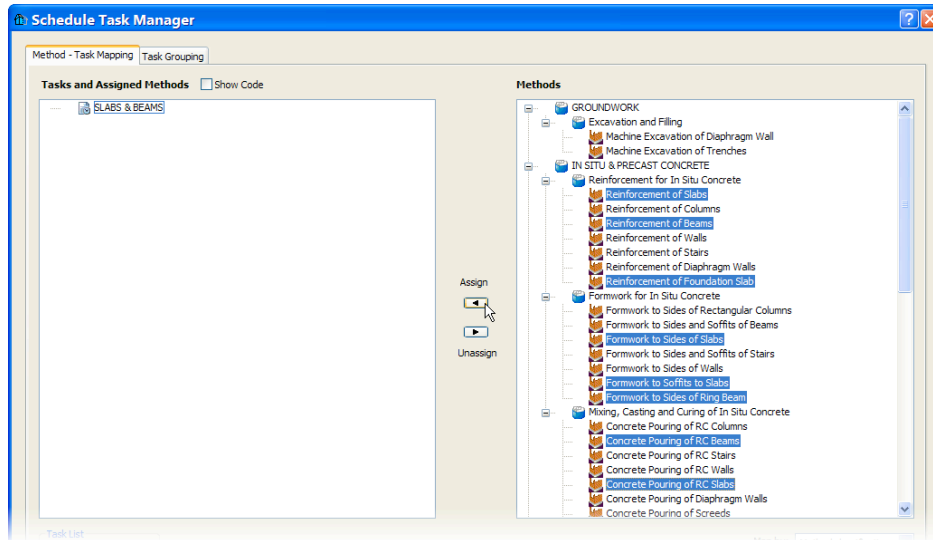 Schedule Task Manager
Method - Task Mapping
Task Grouping
Tasks and Assigned Methods
Show Code
SLABS & BEAMS
Assign
Unassign
Methods
GROUNDWORK
Excavation and Filling
Machine Excavation of Diaphragm Wall
Machine Excavation of Trenches
IN SITU & PRECAST CONCRETE
Reinforcement for In Situ Concrete
Reinforcement of Slabs
Reinforcement of Columns
Reinforcement of Beams
Reinforcement of Walls
Reinforcement of Stairs
Reinforcement of Diaphragm Walls
Reinforcement of Foundation Slab
Formwork for In Situ Concrete
Formwork to Sides of Rectangular Columns
Formwork to Sides and Soffits of Beams
Formwork to Sides of Slabs
Formwork to Sides and Soffits of Stairs
Formwork to Sides of Walls
Formwork to Soffits to Slabs
Formwork to Sides of Ring Beam
Mixing, Casting and Curing of In Situ Concrete
Concrete Pouring of RC Columns
Concrete Pouring of RC Beams
Concrete Pouring of RC Stairs
Concrete Pouring of RC Walls
Concrete Pouring of RC Slabs
Concrete Pouring of Diaphragm Walls
Concrete Pouring of Screeds
Task List